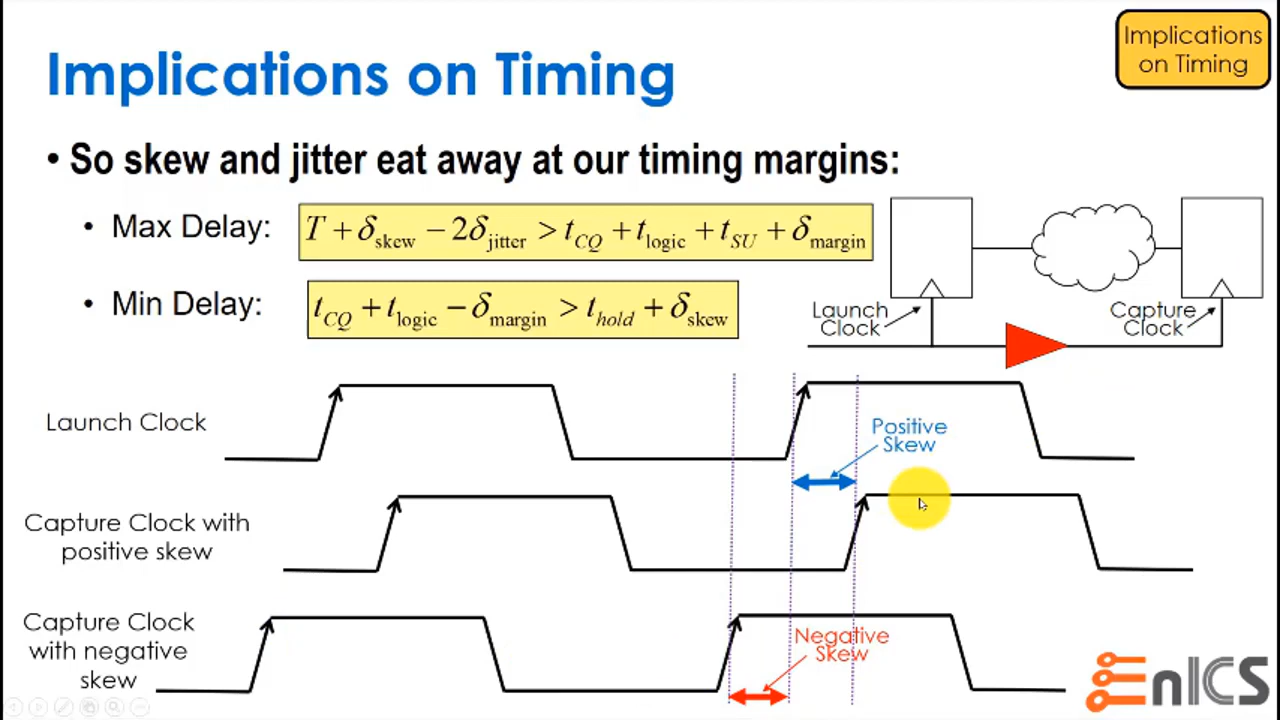 Implications on Timing
Implications
on Timing
• So skew and jitter eat away at our timing margins:
• Max Delay: T + δskew − 2δjitter > tCQ + tlogic + tSU + δmargin
• Min Delay: tCQ + tlogic − δmargin > thold + δskew
Launch
Clock
Capture
Clock
Launch Clock
Positive
Skew
Capture Clock with
positive skew
Capture Clock
with negative
skew
Negative
Skew
EnICS